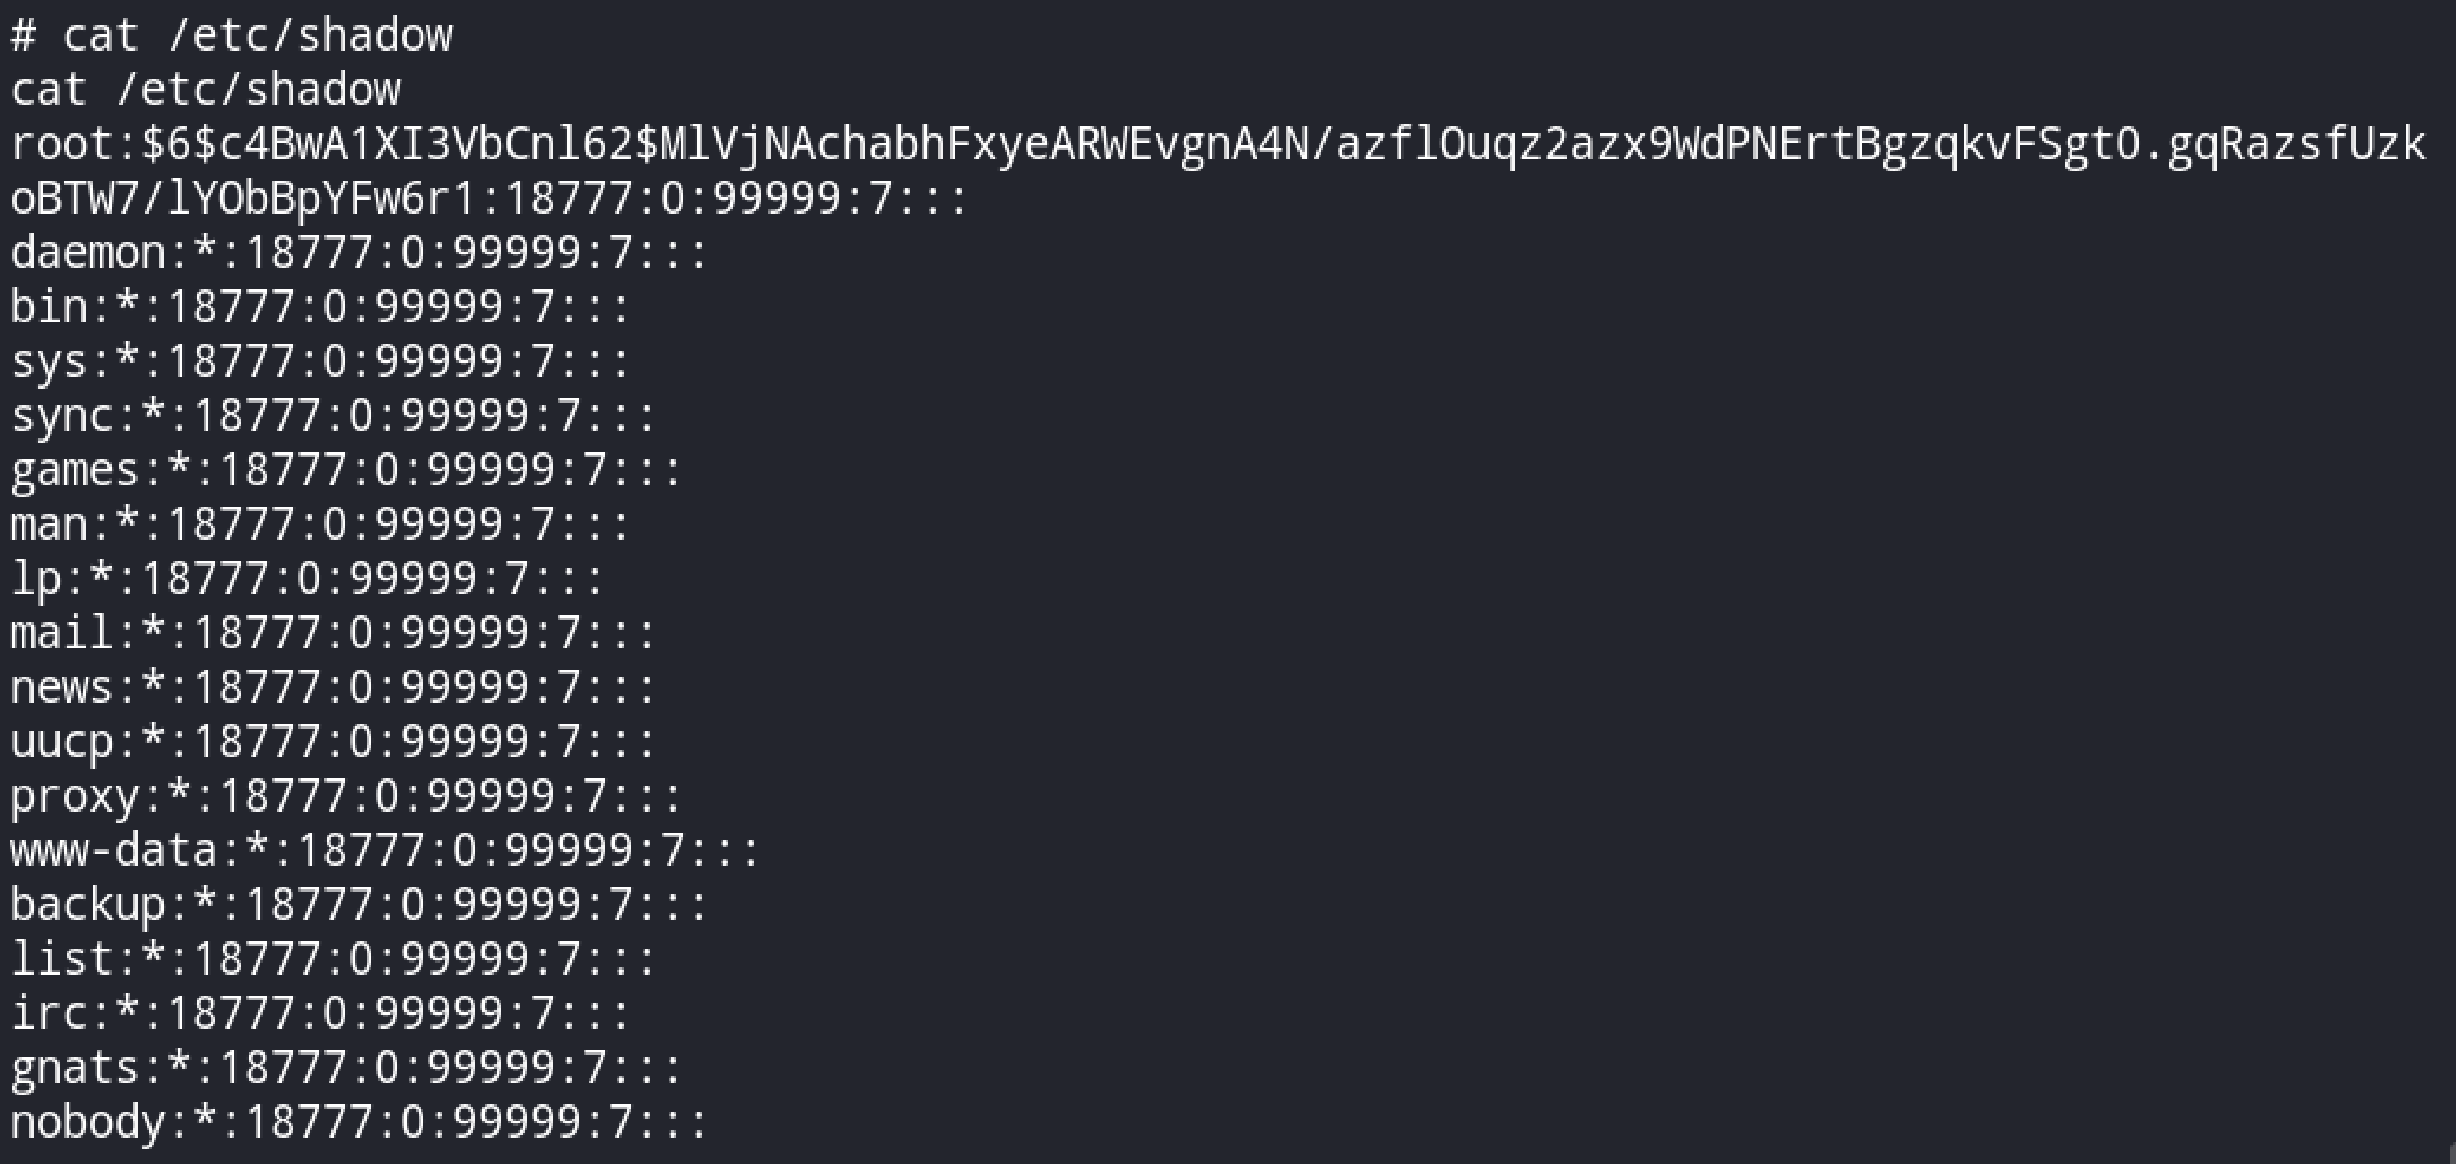 # cat /etc/shadow
cat /etc/shadow
root:$6$c4BwA1XI3VbCnl62$MlVjNAchabhFxyeARWEvgnA4N/azflOuqz2azx9WdPNErtBgzqkvFSgt0.gqRazsfUzk
oBTW7/lYObBpYFw6r1:18777:0:99999:7:::
daemon:*:18777:0:99999:7:::
bin:*:18777:0:99999:7:::
sys:*:18777:0:99999:7:::
sync:*:18777:0:99999:7:::
games:*:18777:0:99999:7:::
man:*:18777:0:99999:7:::
lp:*:18777:0:99999:7:::
mail:*:18777:0:99999:7:::
news:*:18777:0:99999:7:::
uucp:*:18777:0:99999:7:::
proxy:*:18777:0:99999:7:::
www-data:*:18777:0:99999:7:::
backup:*:18777:0:99999:7:::
list:*:18777:0:99999:7:::
irc:*:18777:0:99999:7:::
gnats:*:18777:0:99999:7:::
nobody:*:18777:0:99999:7:::